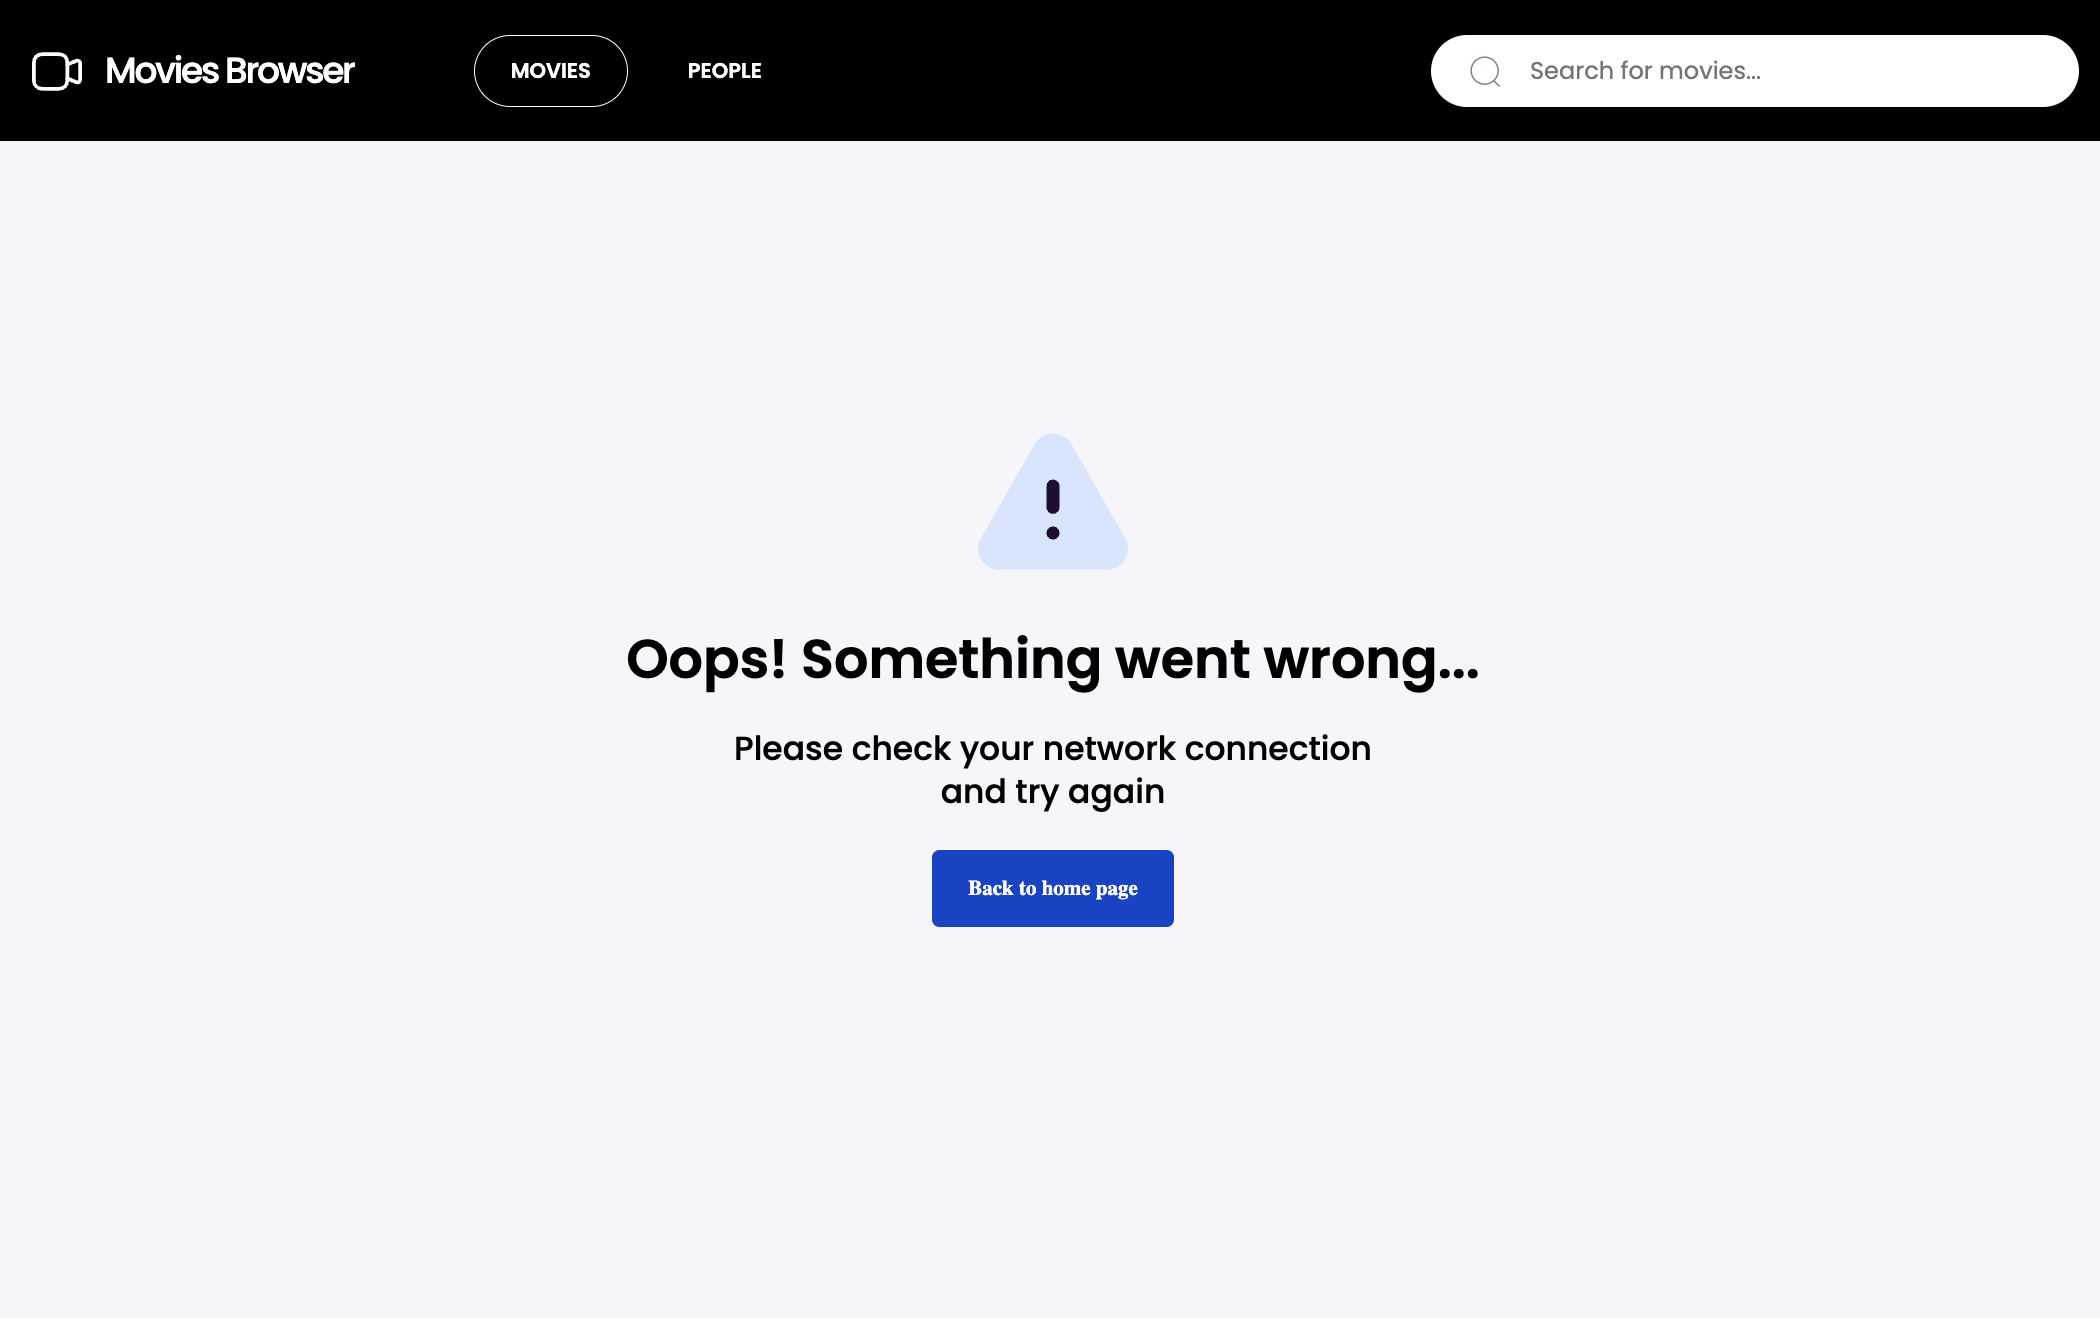 Movies Browser
MOVIES
PEOPLE
Search for movies...
Oops! Something went wrong...
Please check your network connection
and try again
Back to home page